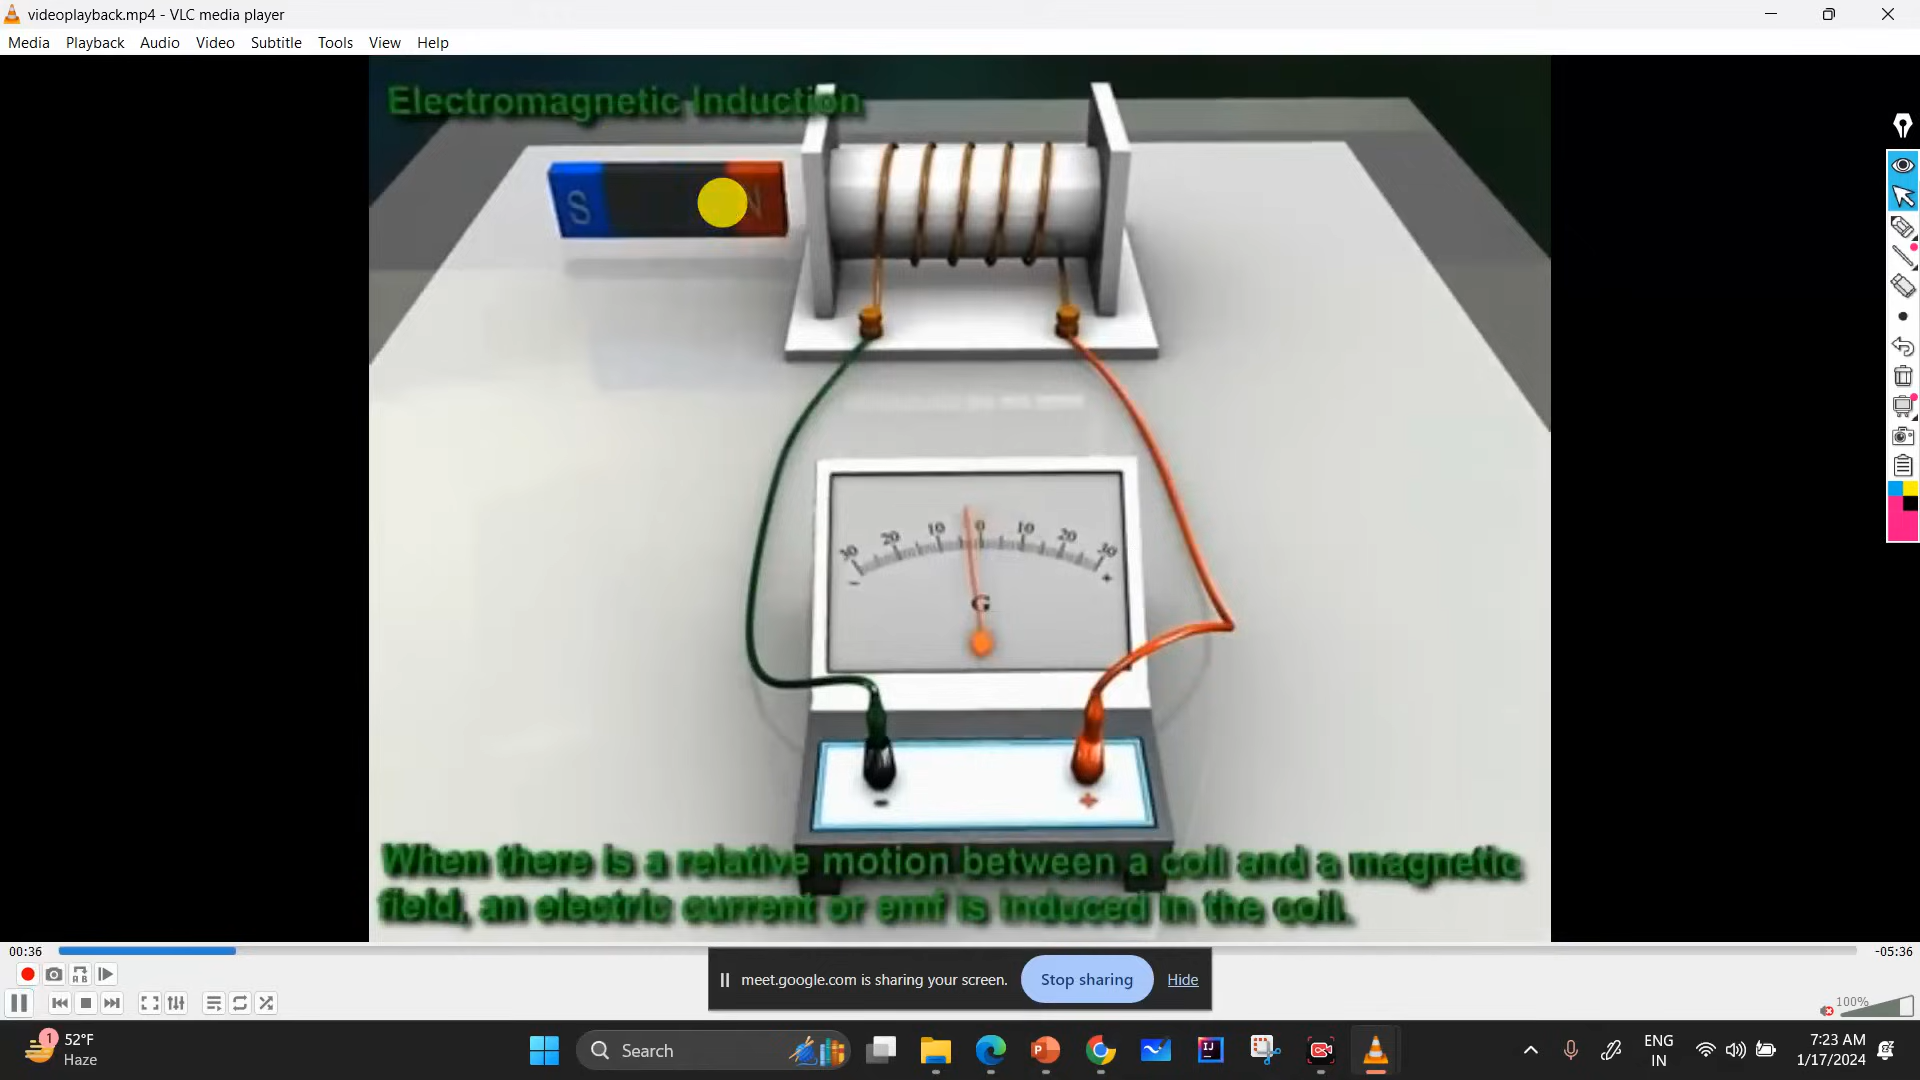 videoplayback.mp4 - VLC media player
Media Playback Audio Video Subtitle Tools View Help
Electromagnetic Induction
S N
30 20 10 0 10 20 30
- +
G
- +
When there is a relative motion between a coil and a magnetic
field, an electric current or emf is induced in the coil.
00:36 -05:36
meet.google.com is sharing your screen. Stop sharing Hide
100%
1 52°F
Haze
Search
ENG
IN
7:23 AM
1/17/2024